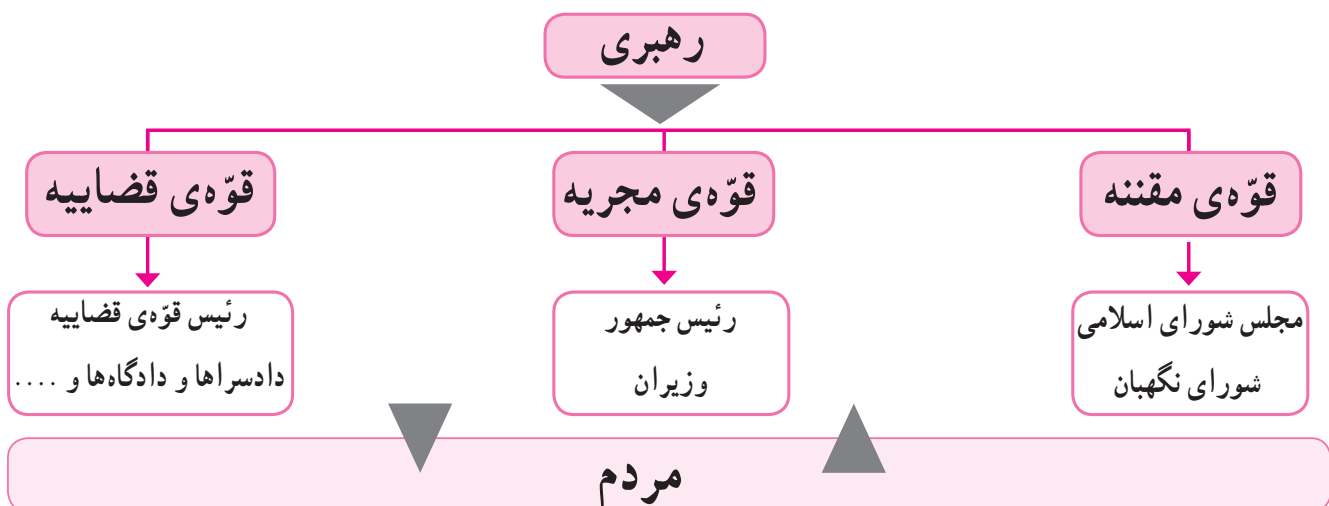 رهبری
قوّه‌ی مقننه
قوّه‌ی مجریه
قوّه‌ی قضاییه
مجلس شورای اسلامی
شورای نگهبان
رئیس جمهور
وزیران
رئیس قوّه‌ی قضاییه
دادسراها و دادگاه‌ها و ....
مردم